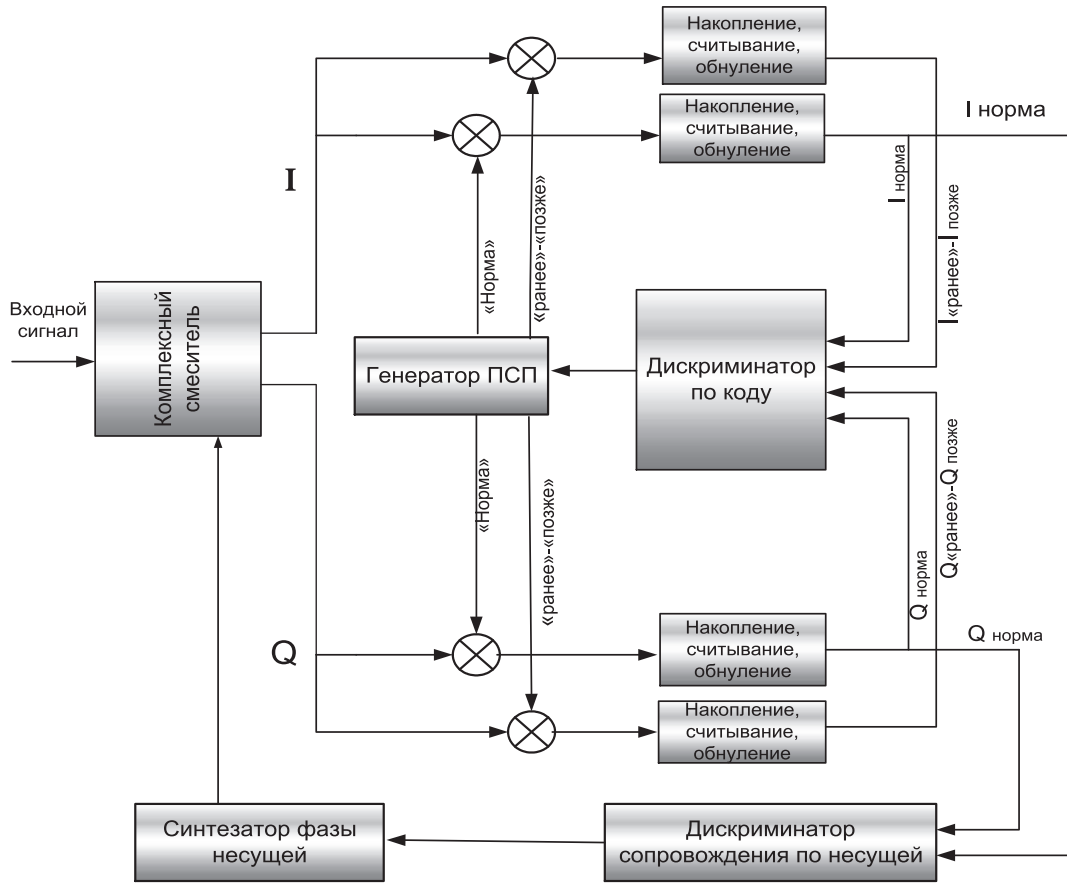 Накопление,
считывание,
обнуление
Накопление,
считывание,
обнуление
I норма
I
I норма
I«ранее»-I позже
«Норма»
«ранее»-«позже»
Входной
сигнал
Комплексный
смеситель
Генератор ПСП
Дискриминатор
по коду
«Норма»
«ранее»-«позже»
Q норма
Q«ранее»-Q позже
Q
Накопление,
считывание,
обнуление
Q норма
Накопление,
считывание,
обнуление
Синтезатор фазы
несущей
Дискриминатор
сопровождения по несущей